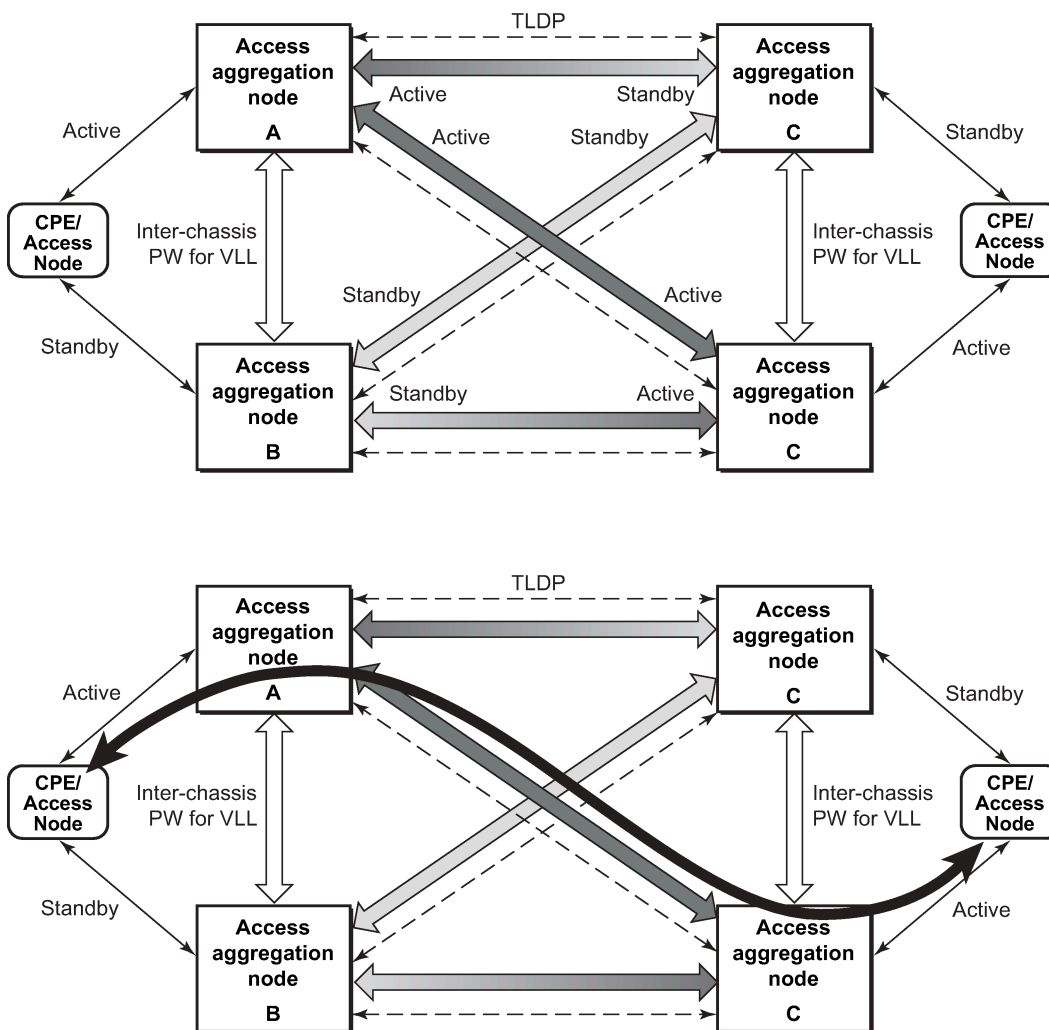 TLDP
Access
aggregation
node
A
Access
aggregation
node
C
Active
Standby
Active
Standby
Active
Standby
CPE/
Access
Node
Inter-chassis
PW for VLL
Inter-chassis
PW for VLL
CPE/
Access
Node
Standby
Active
Standby
Active
Access
aggregation
node
B
Standby
Active
Access
aggregation
node
C
TLDP
Access
aggregation
node
A
Access
aggregation
node
C
Active
Standby
CPE/
Access
Node
Inter-chassis
PW for VLL
Inter-chassis
PW for VLL
CPE/
Access
Node
Standby
Active
Access
aggregation
node
B
Access
aggregation
node
C